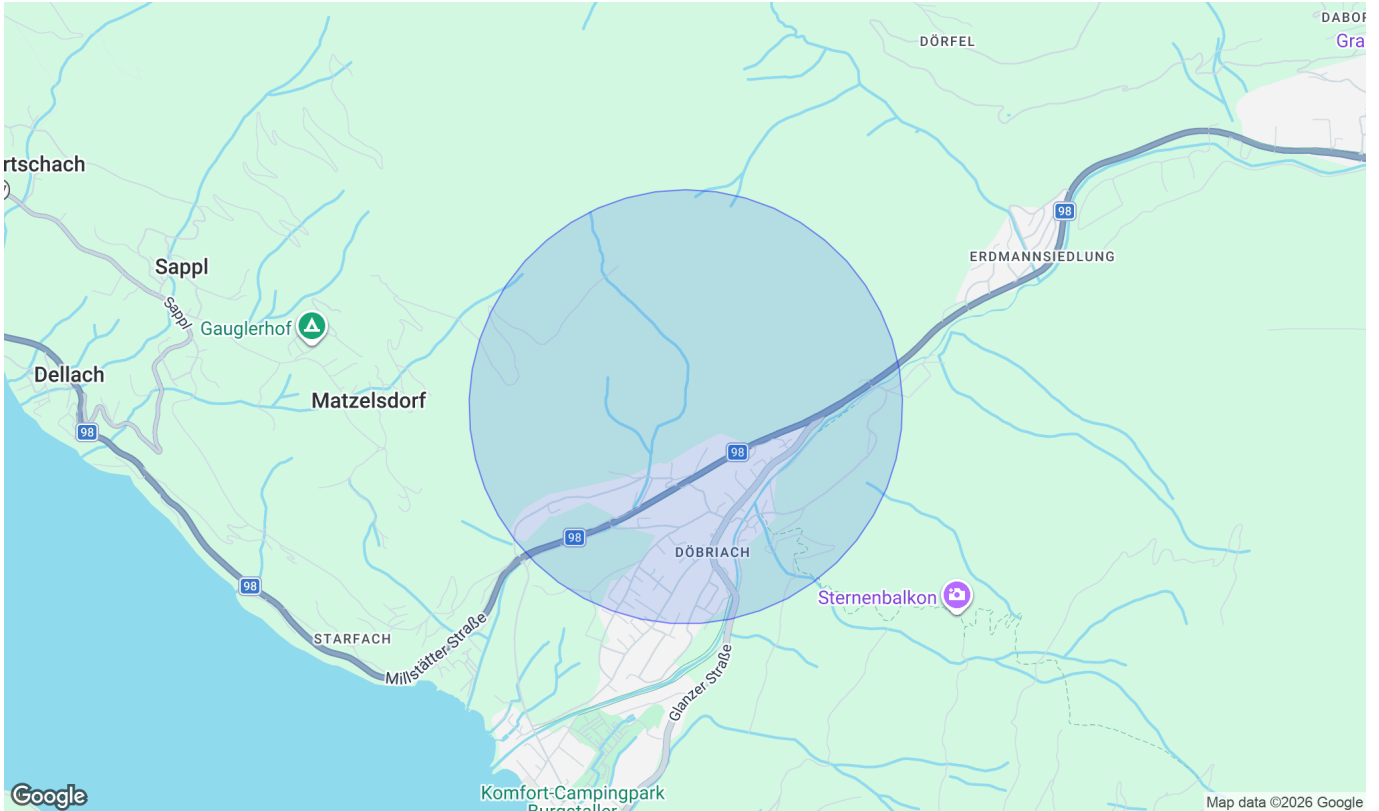 DÖRFEL
Gra
rtschach
98
ERDMANNSIEDLUNG
Sappl
Sappl
Gauglerhof
Dellach
Matzelsdorf
98
98
98
DÖBRIACH
98
Sternenbalkon
STARFACH
Millstätter Straße
Glanzer Straße
Komfort-Campingpark
Burgstaller
Google
Map data ©2026 Google